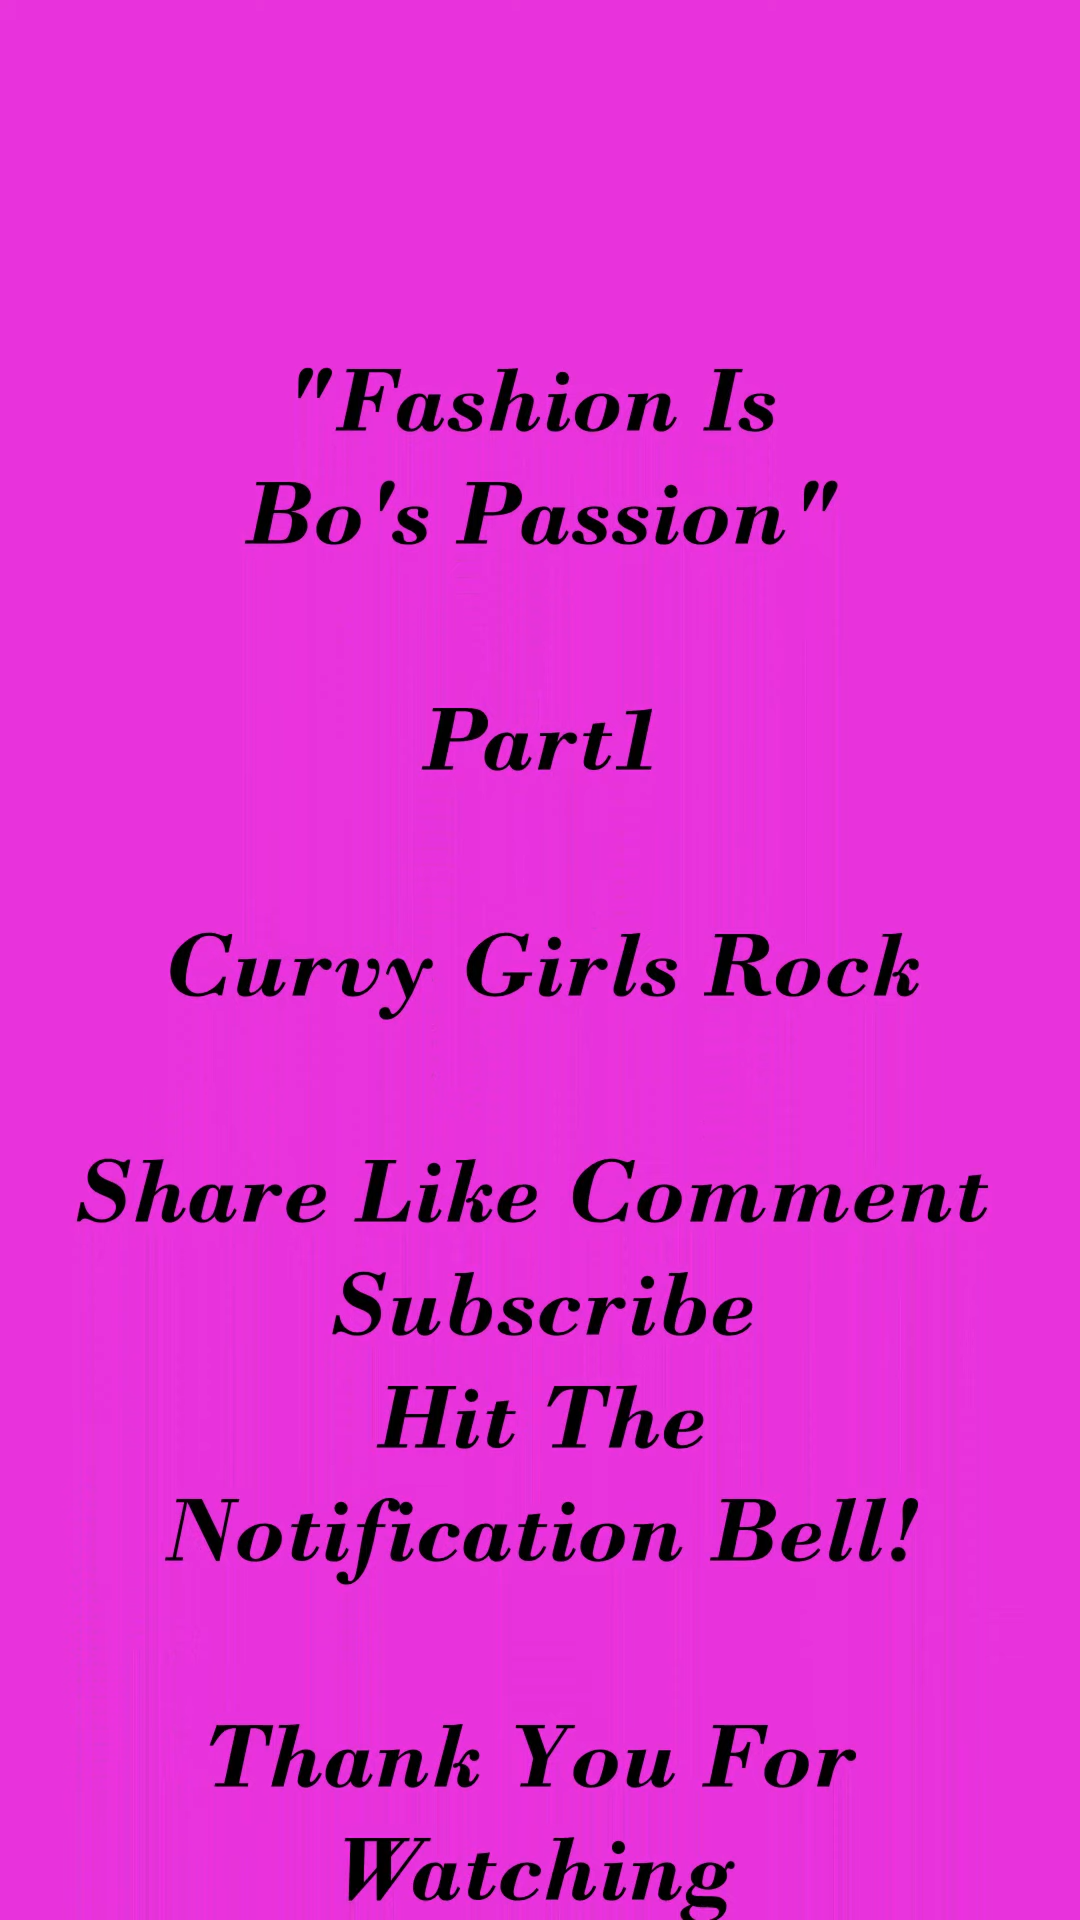 "Fashion Is
Bo's Passion"
Part1
Curvy Girls Rock
Share Like Comment
Subscribe
Hit The
Notification Bell!
Thank You For
Watching